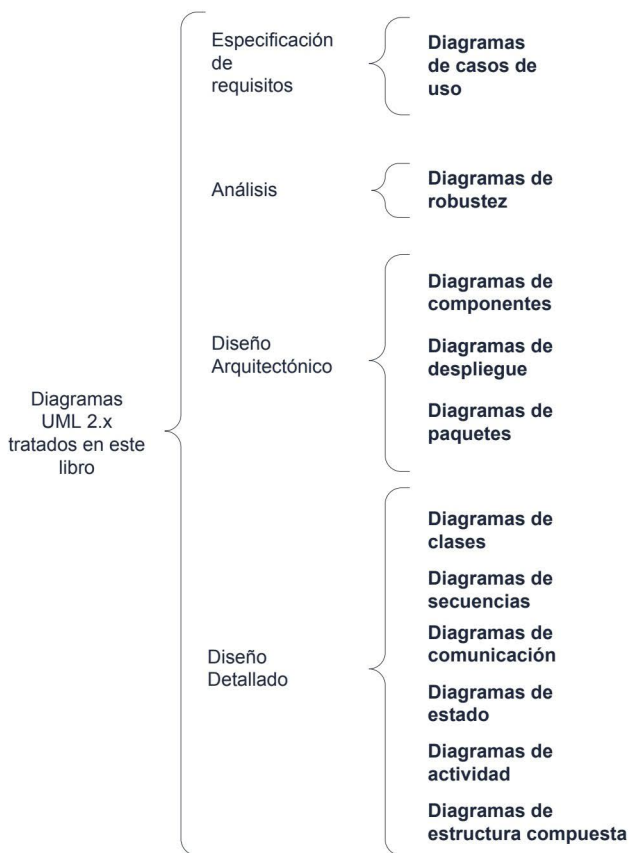 Diagramas
UML 2.x
tratados en este
libro
Especificación
de
requisitos
Diagramas
de casos de
uso
Análisis
Diagramas de
robustez
Diseño
Arquitectónico
Diagramas de
componentes
Diagramas de
despliegue
Diagramas de
paquetes
Diseño
Detallado
Diagramas de
clases
Diagramas de
secuencias
Diagramas de
comunicación
Diagramas de
estado
Diagramas de
actividad
Diagramas de
estructura compuesta